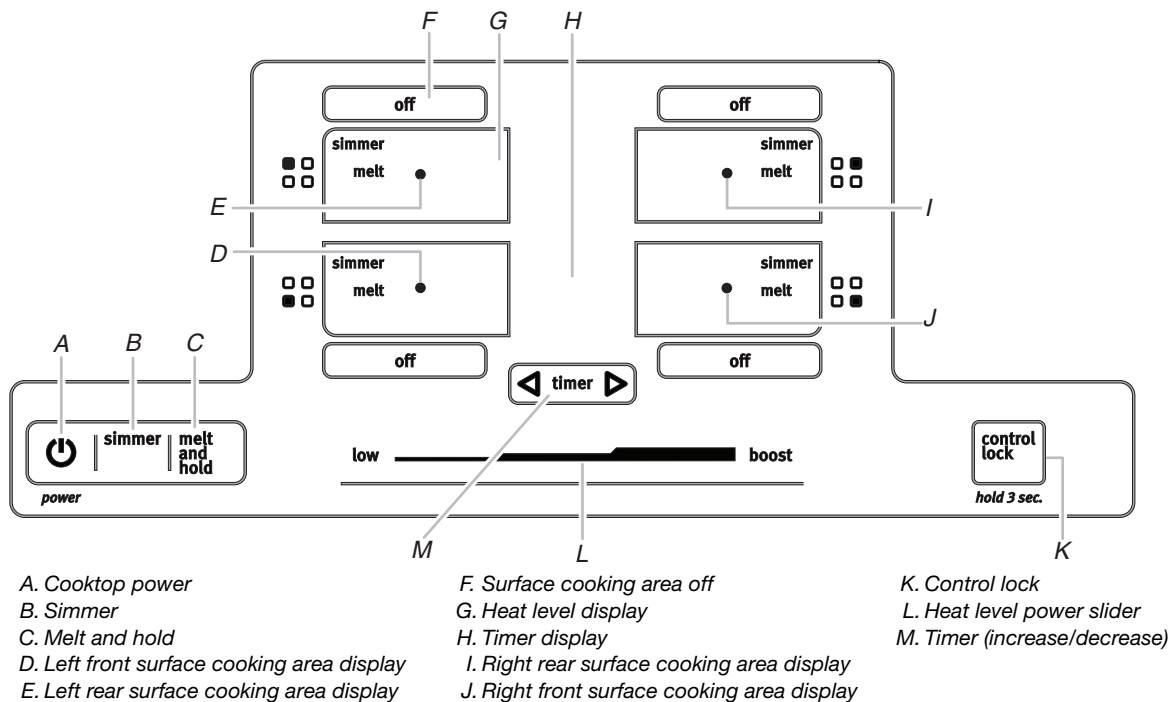 F G H
off off
simmer simmer
melt melt
E I
D
simmer simmer
melt melt
J
A B C
off off
timer
simmer melt and hold
low boost
control lock
power
hold 3 sec.
M L K
A. Cooktop power
B. Simmer
C. Melt and hold
D. Left front surface cooking area display
E. Left rear surface cooking area display
F. Surface cooking area off
G. Heat level display
H. Timer display
I. Right rear surface cooking area display
J. Right front surface cooking area display
K. Control lock
L. Heat level power slider
M. Timer (increase/decrease)